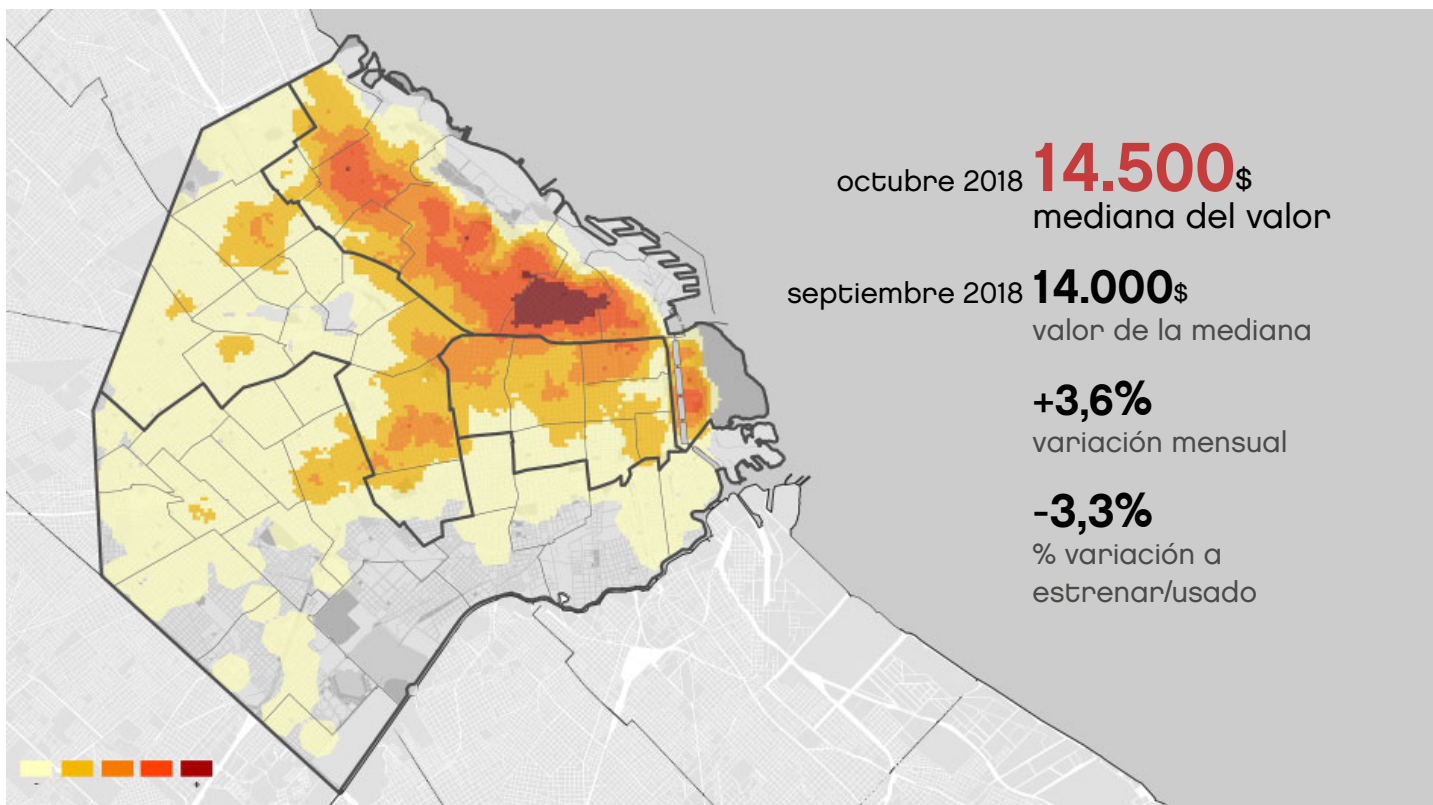 octubre 2018 14.500$
mediana del valor
septiembre 2018 14.000$
valor de la mediana
+3,6%
variación mensual
-3,3%
% variación a
estrenar/usado